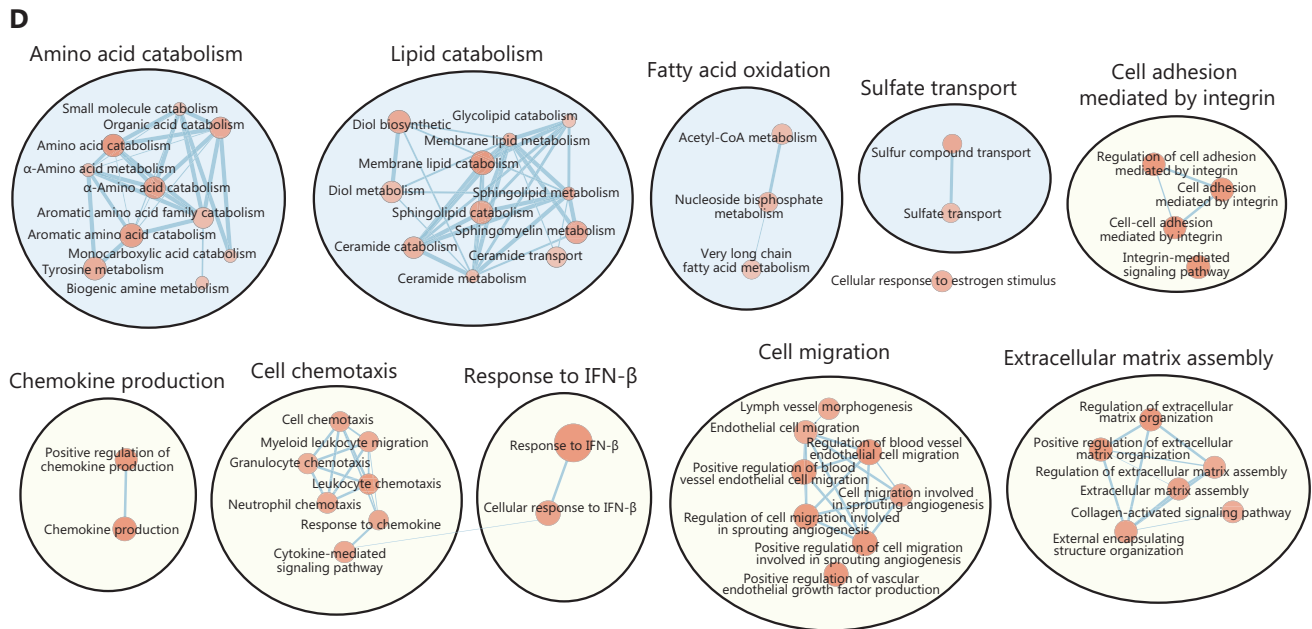 D
Amino acid catabolism
Small molecule catabolism
Organic acid catabolism
Amino acid catabolism
α-Amino acid metabolism
α-Amino acid catabolism
Aromatic amino acid family catabolism
Aromatic amino acid catabolism
Monocarboxylic acid catabolism
Tyrosine metabolism
Biogenic amine metabolism
Lipid catabolism
Glycolipid catabolism
Diol biosynthetic
Membrane lipid metabolism
Membrane lipid catabolism
Diol metabolism
Sphingolipid metabolism
Sphingolipid catabolism
Sphingomyelin metabolism
Ceramide catabolism
Ceramide transport
Ceramide metabolism
Fatty acid oxidation
Acetyl-CoA metabolism
Nucleoside bisphosphate
metabolism
Very long chain
fatty acid metabolism
Sulfate transport
Sulfur compound transport
Sulfate transport
Cellular response to estrogen stimulus
Cell adhesion
mediated by integrin
Regulation of cell adhesion
mediated by integrin
Cell adhesion
mediated by integrin
Cell-cell adhesion
mediated by integrin
Integrin-mediated
signaling pathway
Chemokine production
Positive regulation of
chemokine production
Chemokine production
Cell chemotaxis
Cell chemotaxis
Myeloid leukocyte migration
Granulocyte chemotaxis
Leukocyte chemotaxis
Neutrophil chemotaxis
Response to chemokine
Cytokine-mediated
signaling pathway
Response to IFN-β
Response to IFN-β
Cellular response to IFN-β
Cell migration
Lymph vessel morphogenesis
Endothelial cell migration
Regulation of blood vessel
endothelial cell migration
Positive regulation of blood
vessel endothelial cell migration
Cell migration involved
in sprouting angiogenesis
Regulation of cell migration involved
in sprouting angiogenesis
Positive regulation of cell migration
involved in sprouting angiogenesis
Positive regulation of vascular
endothelial growth factor production
Extracellular matrix assembly
Regulation of extracellular
matrix organization
Positive regulation of extracellular
matrix organization
Regulation of extracellular matrix assembly
Extracellular matrix assembly
Collagen-activated signaling pathway
External encapsulating
structure organization